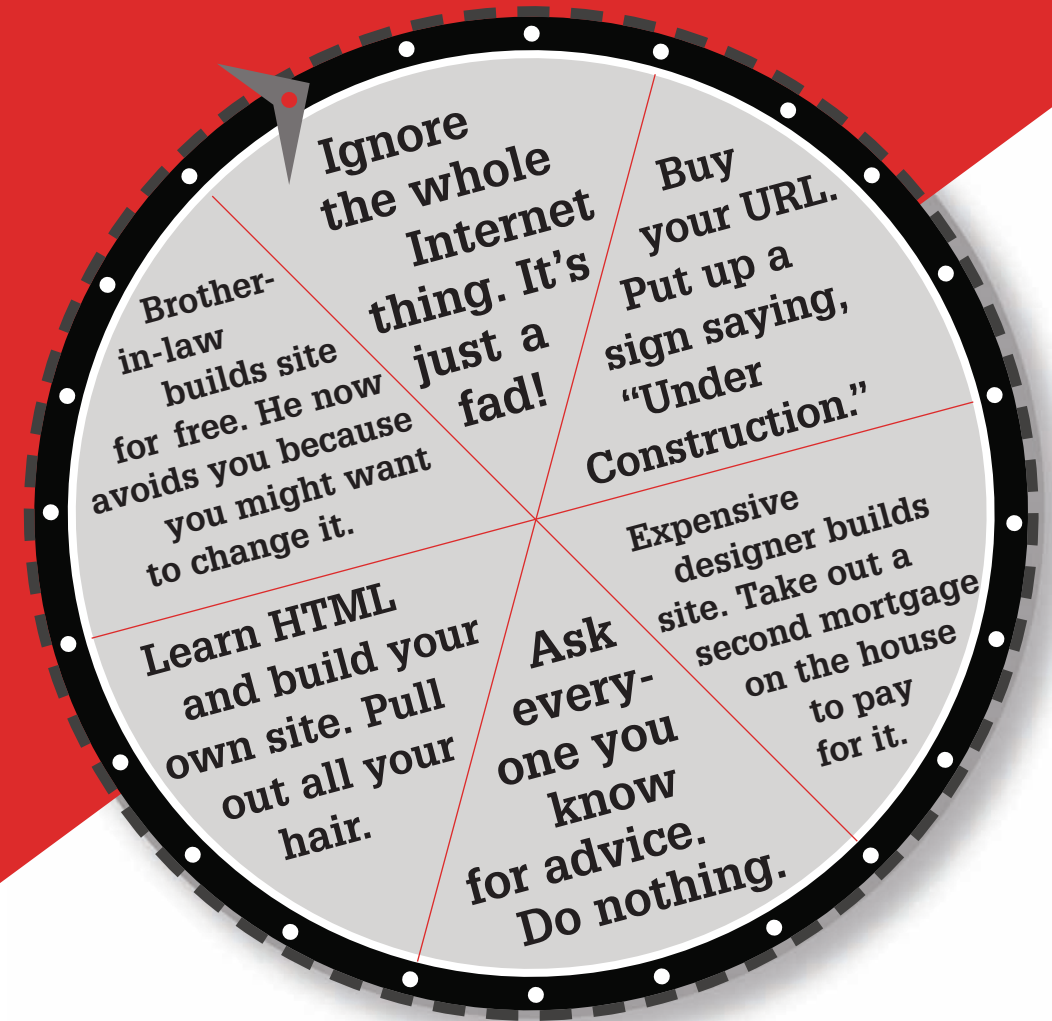 Ignore
the whole
Internet
thing. It’s
just a
fad!
Buy
your URL.
Put up a
sign saying,
“Under
Construction.”
Expensive
designer builds
site. Take out a
second mortgage
on the house
to pay
for it.
Ask
every-
one you
know
for advice.
Do nothing.
Learn HTML
and build your
own site. Pull
out all your
hair.
Brother-
in-law
builds site
for free. He now
avoids you because
you might want
to change it.